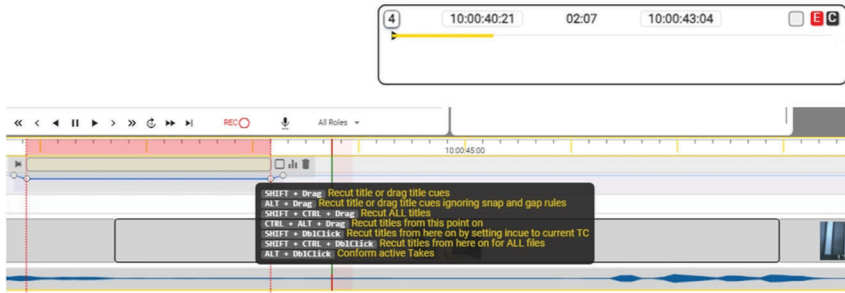 4 10:00:40:21 02:07 10:00:43:04 E C
REC All Roles
10:00:45:00
SHIFT + Drag Recut title or drag title cues
ALT + Drag Recut title or drag title cues ignoring snap and gap rules
SHIFT + CTRL + Drag Recut ALL titles
CTRL + ALT + Drag Recut titles from this point on
SHIFT + DblClick Recut titles from here on by setting incue to current TC
SHIFT + CTRL + DblClick Recut titles from here on for ALL files
ALT + DblClick Conform active Takes